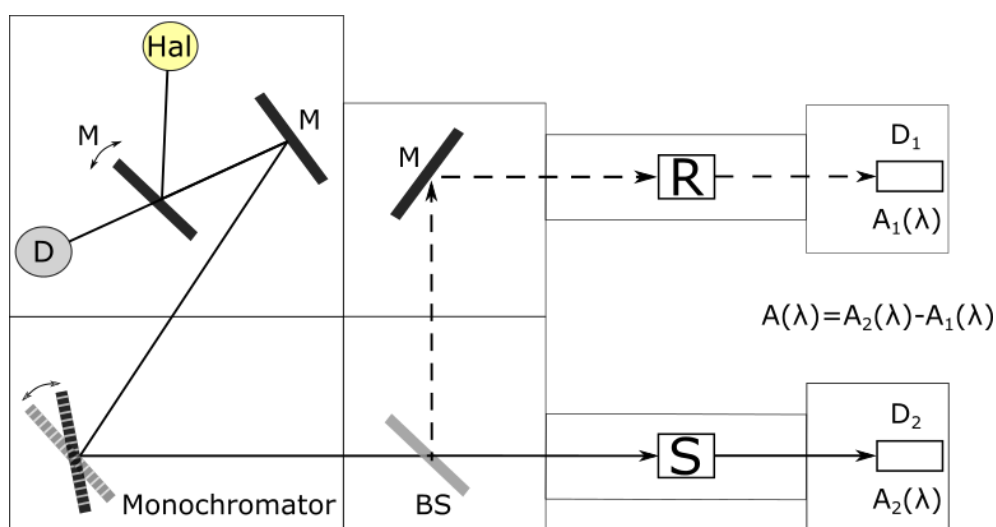 Hal
M
M
M
D
R
D₁
A₁(λ)
A(λ)=A₂(λ)-A₁(λ)
Monochromator
BS
S
D₂
A₂(λ)